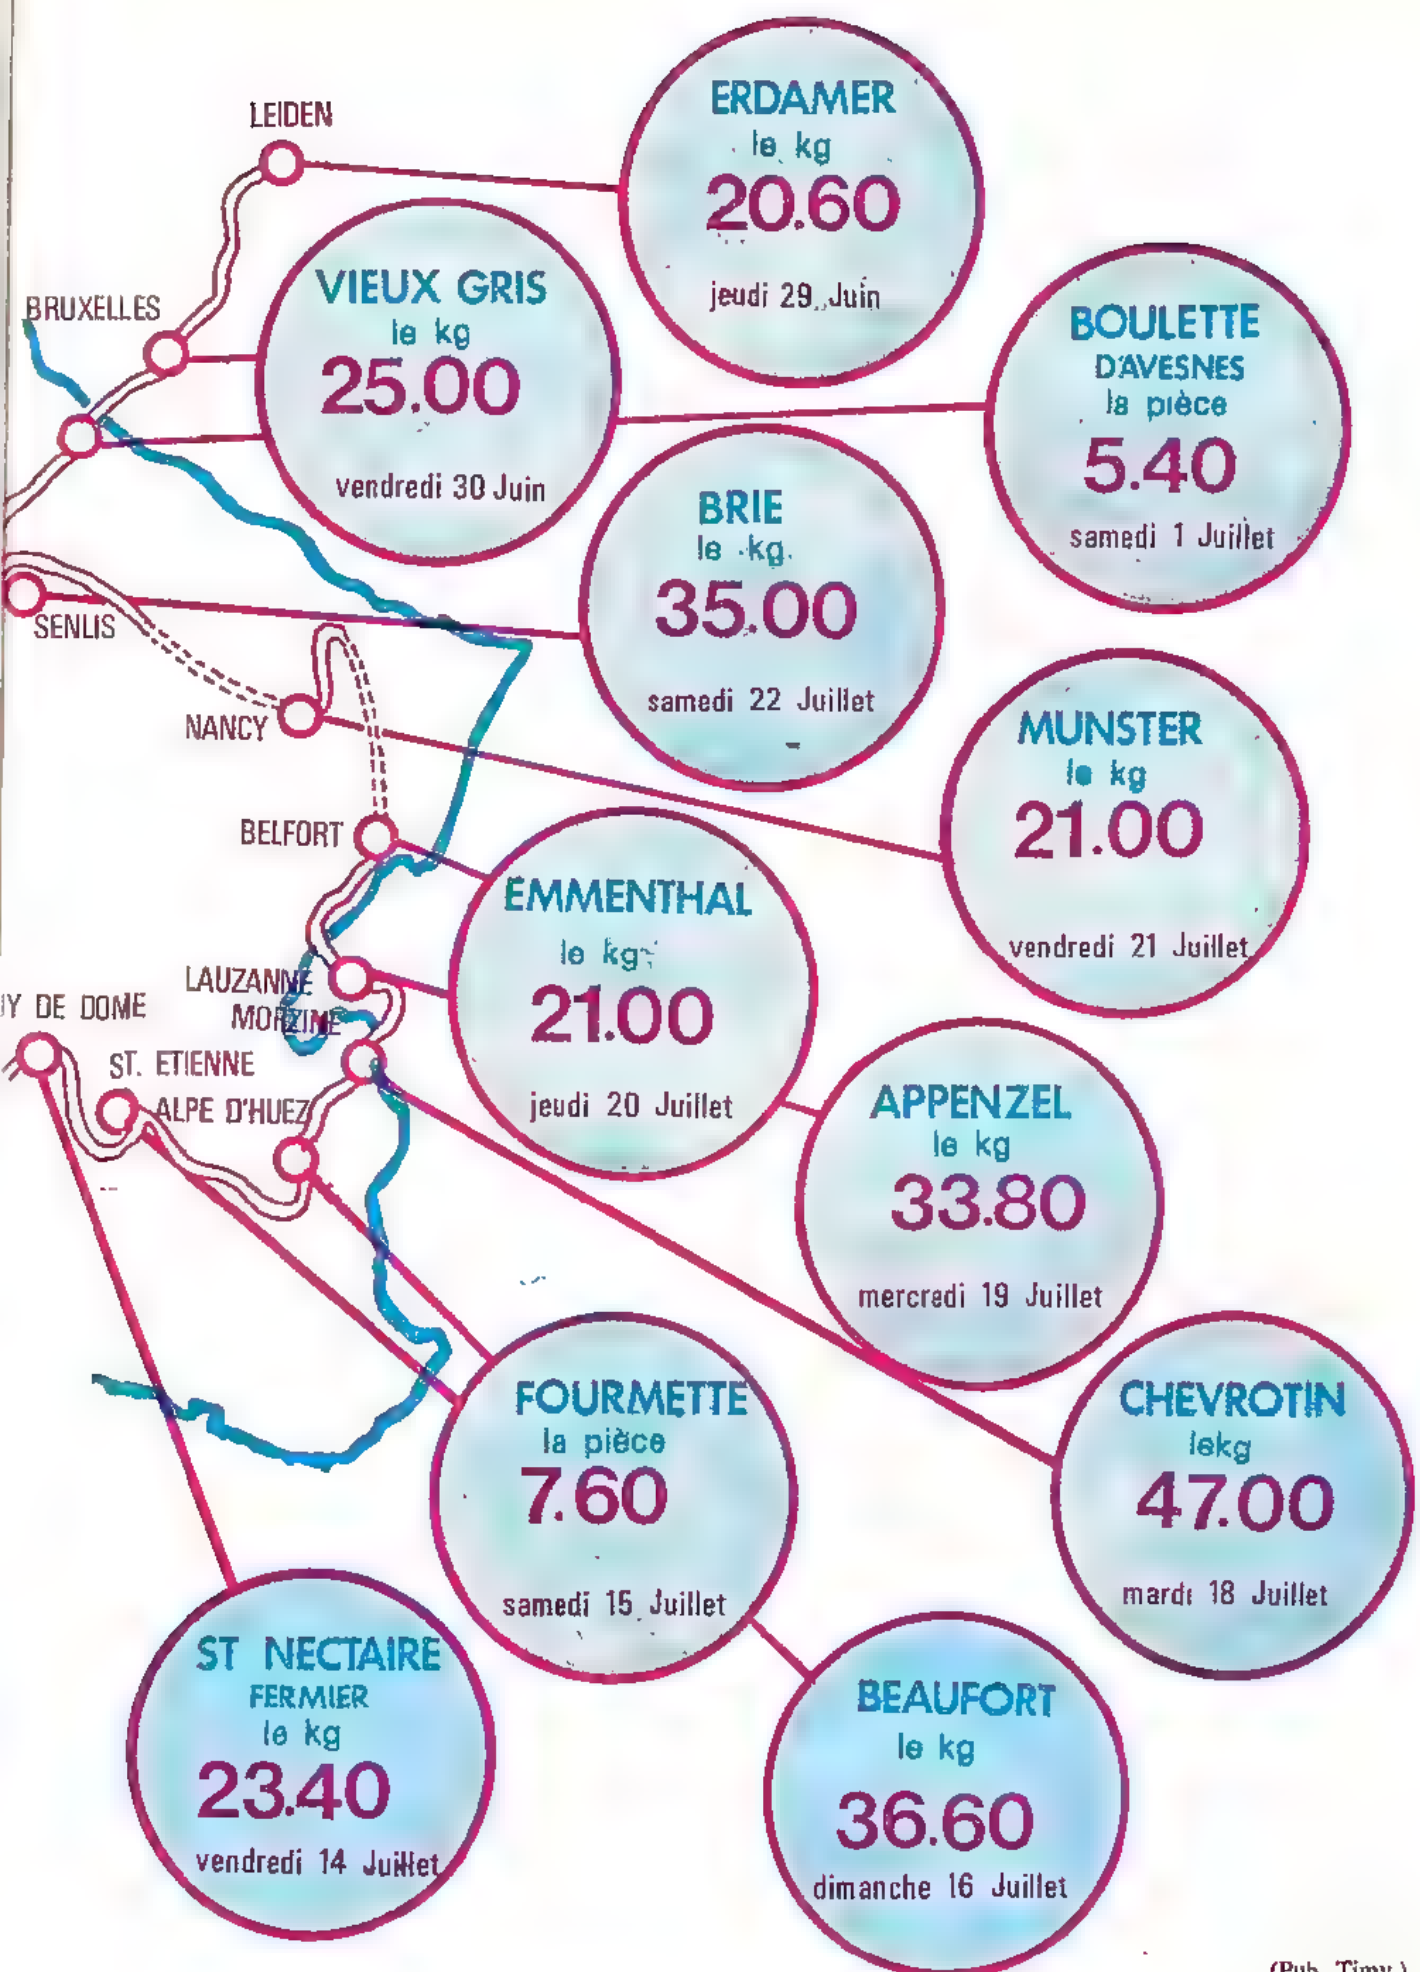 LEIDEN
ERDAMER
le kg
20.60
jeudi 29 Juin
BRUXELLES
VIEUX GRIS
le kg
25.00
vendredi 30 Juin
BOULETTE
D'AVESNES
la pièce
5.40
samedi 1 Juillet
SENLIS
BRIE
le kg
35.00
samedi 22 Juillet
NANCY
MUNSTER
le kg
21.00
vendredi 21 Juillet
BELFORT
EMMENTHAL
le kg
21.00
jeudi 20 Juillet
LAUZANNE
MORZINE
UY DE DOME
ST. ETIENNE
ALPE D'HUEZ
APPENZEL
le kg
33.80
mercredi 19 Juillet
FOURMETTE
la pièce
7.60
samedi 15 Juillet
CHEVROTIN
lekg
47.00
mardi 18 Juillet
ST NECTAIRE
FERMIER
le kg
23.40
vendredi 14 Juillet
BEAUFORT
le kg
36.60
dimanche 16 Juillet
(Pub. Timy.)